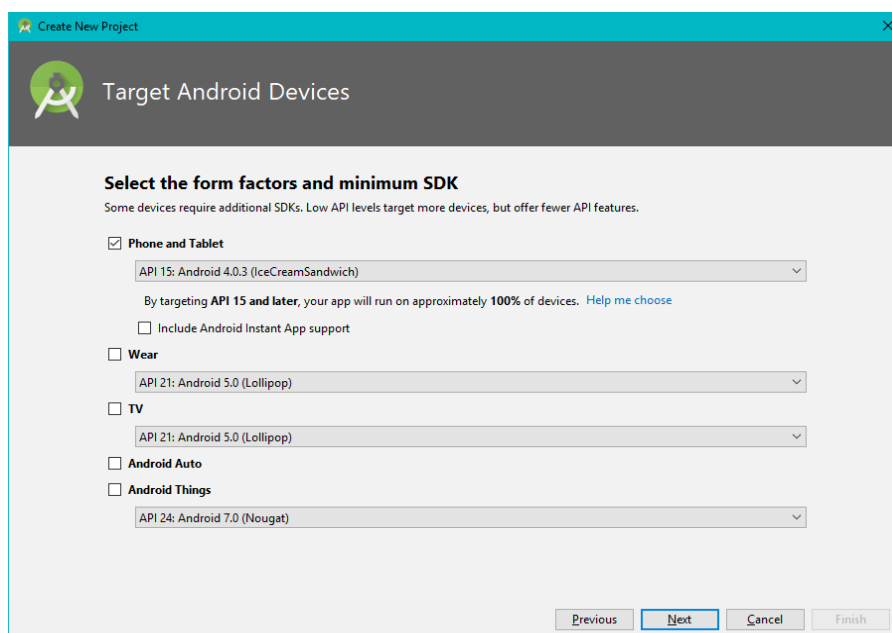 Create New Project
Target Android Devices
Select the form factors and minimum SDK
Some devices require additional SDKs. Low API levels target more devices, but offer fewer API features.
Phone and Tablet
API 15: Android 4.0.3 (IceCreamSandwich)
By targeting API 15 and later, your app will run on approximately 100% of devices. Help me choose
Include Android Instant App support
Wear
API 21: Android 5.0 (Lollipop)
TV
API 21: Android 5.0 (Lollipop)
Android Auto
Android Things
API 24: Android 7.0 (Nougat)
Previous Next Cancel Finish